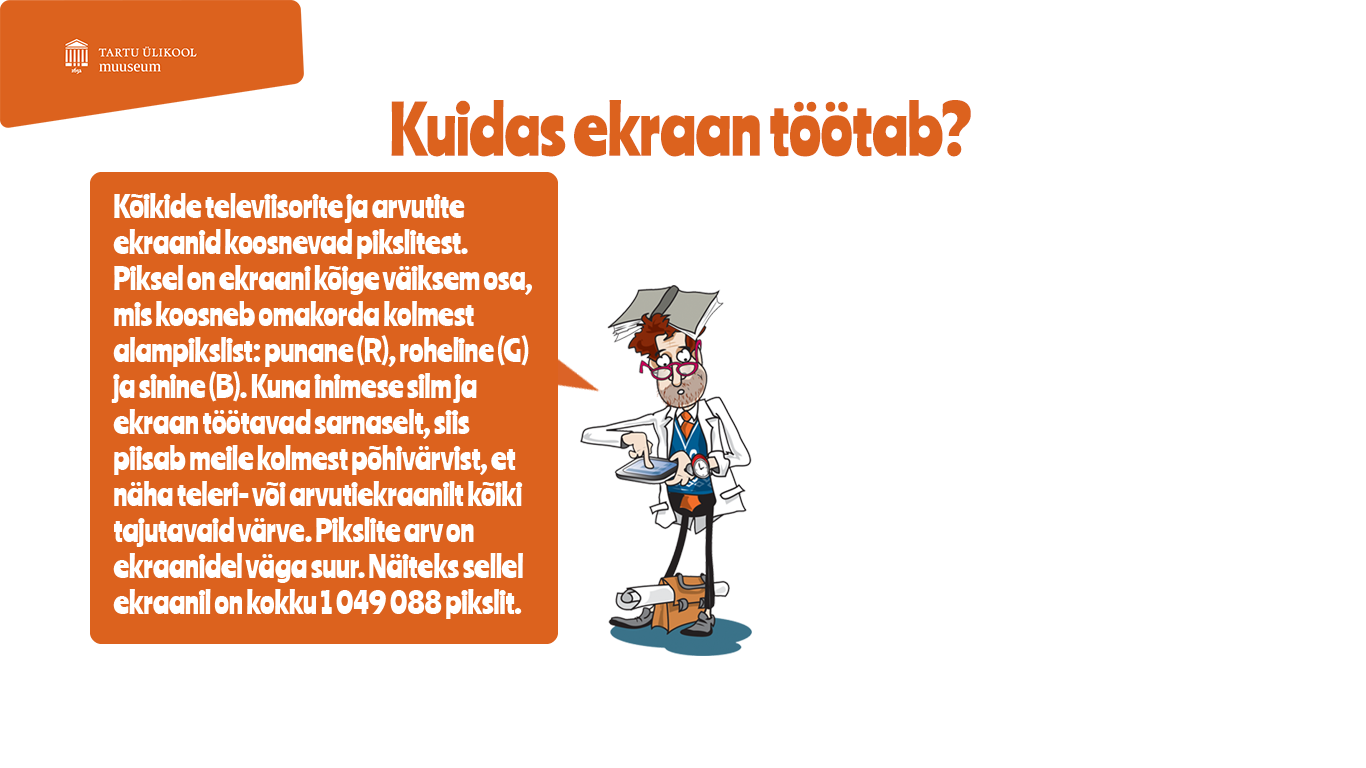 TARTU ÜLIKOOL
muuseum
1632
Kuidas ekraan töötab?
Kõikide televiisorite ja arvutite
ekraanid koosnevad pikslitest.
Piksel on ekraani kõige väiksem osa,
mis koosneb omakorda kolmest
alampikslist: punane (R), roheline (G)
ja sinine (B). Kuna inimese silm ja
ekraan töötavad sarnaselt, siis
piisab meile kolmest põhivärvist, et
näha teleri- või arvutiekraanilt kõiki
tajutavaid värve. Pikslite arv on
ekraanidel väga suur. Näiteks sellel
ekraanil on kokku 1 049 088 pikslit.